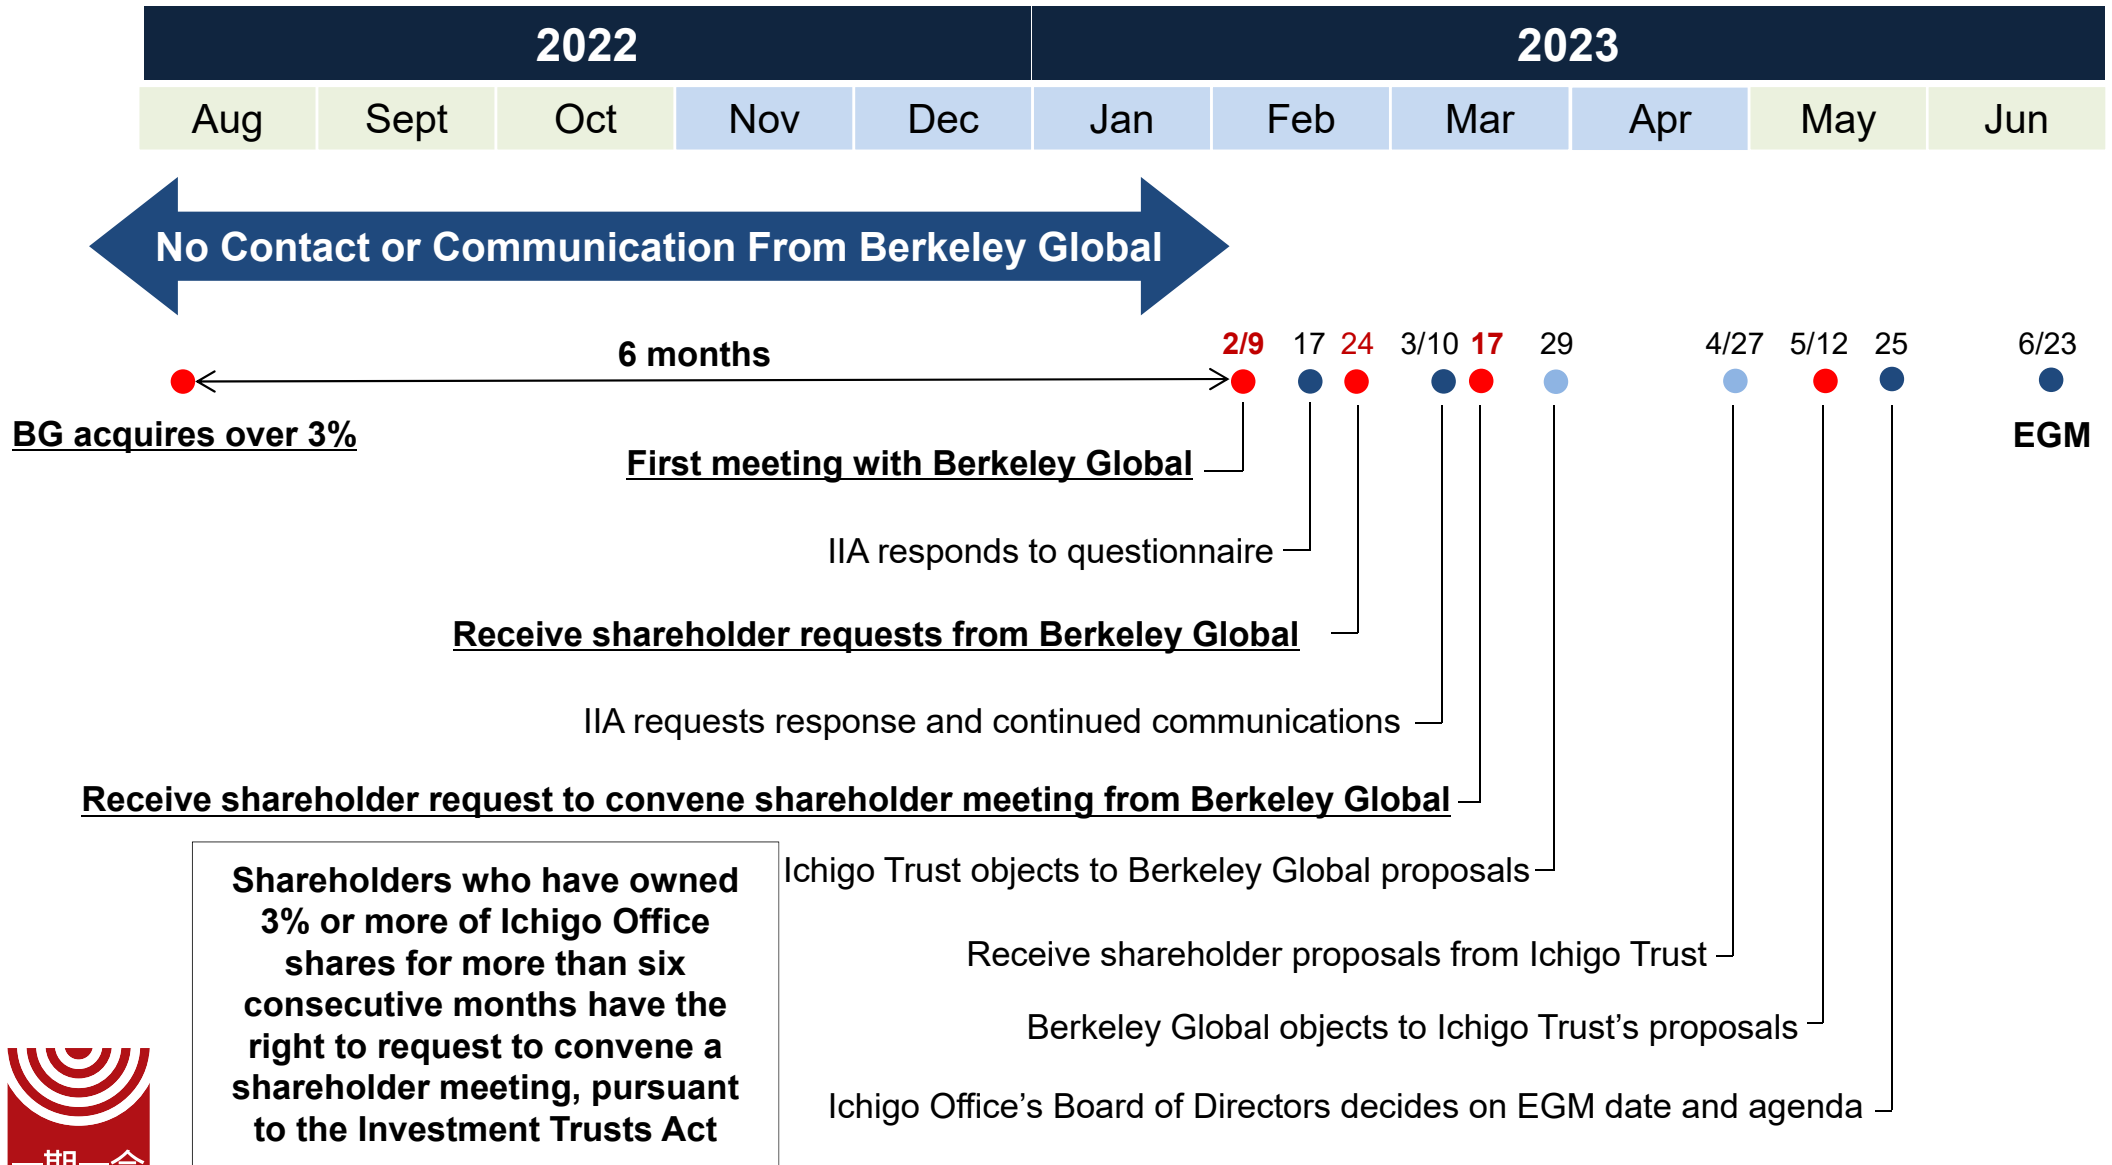 2022 2023
Aug Sept Oct Nov Dec Jan Feb Mar Apr May Jun
No Contact or Communication From Berkeley Global
6 months
2/9 17 24 3/10 17 29 4/27 5/12 25 6/23
BG acquires over 3%
EGM
First meeting with Berkeley Global
IIA responds to questionnaire
Receive shareholder requests from Berkeley Global
IIA requests response and continued communications
Receive shareholder request to convene shareholder meeting from Berkeley Global
Ichigo Trust objects to Berkeley Global proposals
Receive shareholder proposals from Ichigo Trust
Berkeley Global objects to Ichigo Trust’s proposals
Ichigo Office’s Board of Directors decides on EGM date and agenda
Shareholders who have owned
3% or more of Ichigo Office
shares for more than six
consecutive months have the
right to request to convene a
shareholder meeting, pursuant
to the Investment Trusts Act
一期一会